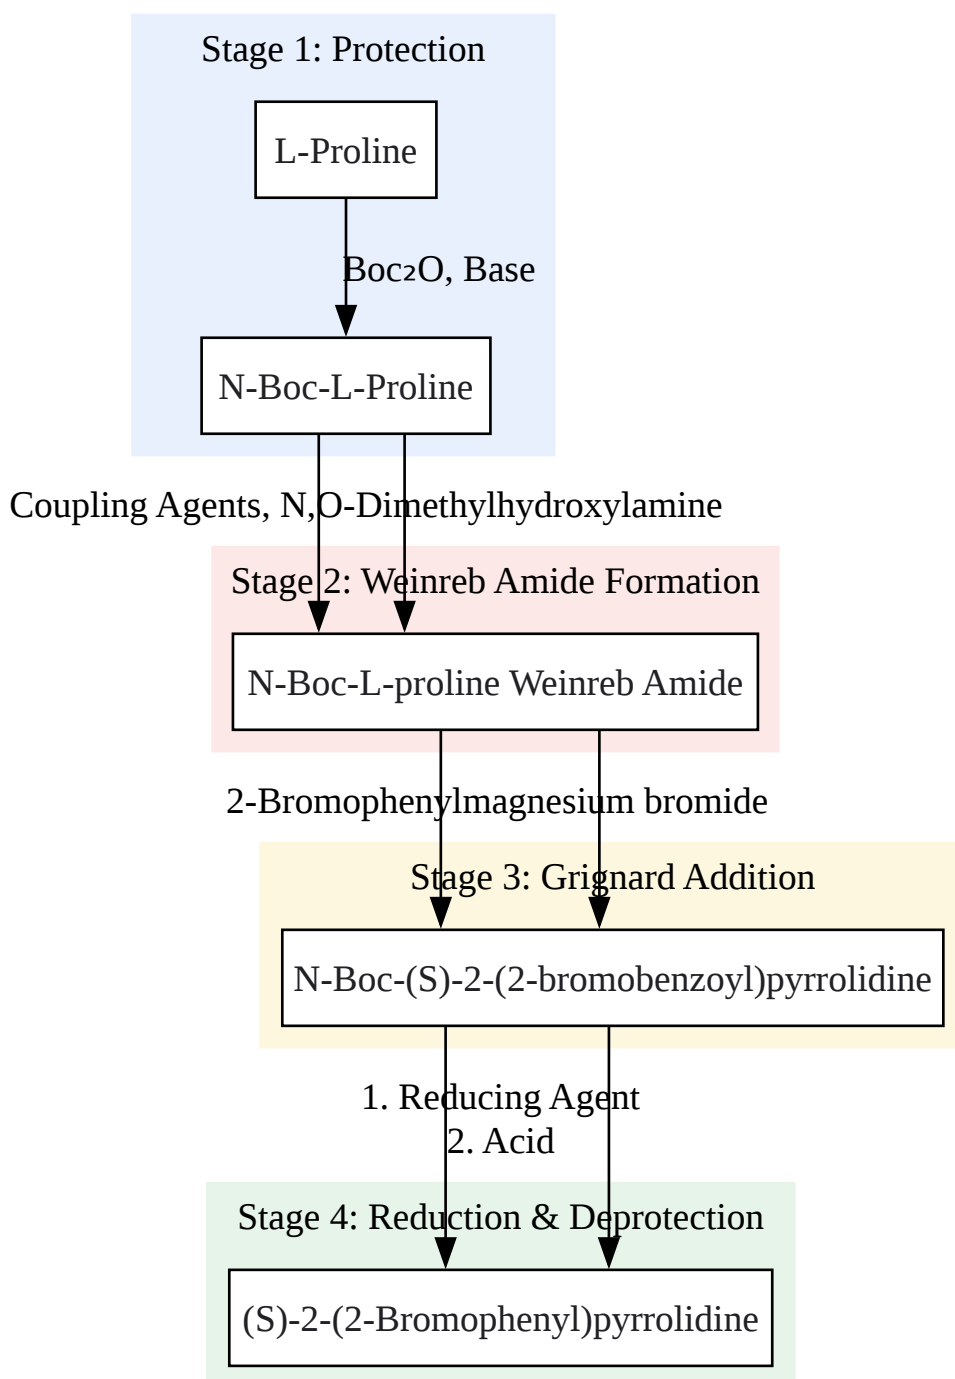 Stage 1: Protection
L-Proline
Boc₂O, Base
N-Boc-L-Proline
Coupling Agents, N,O-Dimethylhydroxylamine
Stage 2: Weinreb Amide Formation
N-Boc-L-proline Weinreb Amide
2-Bromophenylmagnesium bromide
Stage 3: Grignard Addition
N-Boc-(S)-2-(2-bromobenzoyl)pyrrolidine
1. Reducing Agent
2. Acid
Stage 4: Reduction & Deprotection
(S)-2-(2-Bromophenyl)pyrrolidine